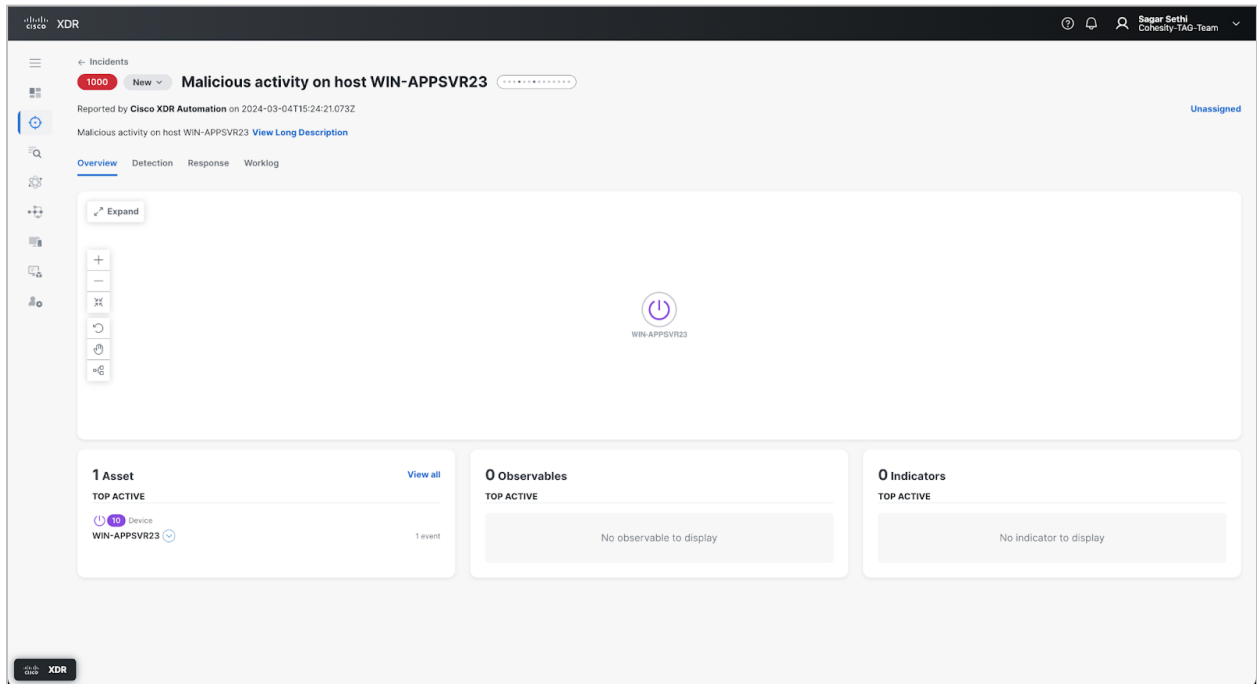 CISCO XDR
Sagar Sethi
Cohesity-TAG-Team
← Incidents
1000 New Malicious activity on host WIN-APPSVR23
Reported by Cisco XDR Automation on 2024-03-04T15:24:21.073Z
Unassigned
Malicious activity on host WIN-APPSVR23 View Long Description
Overview Detection Response Worklog
Expand
WIN-APPSVR23
1 Asset View all
TOP ACTIVE
10 Device
WIN-APPSVR23 1 event
0 Observables
TOP ACTIVE
No observable to display
0 Indicators
TOP ACTIVE
No indicator to display
CISCO XDR